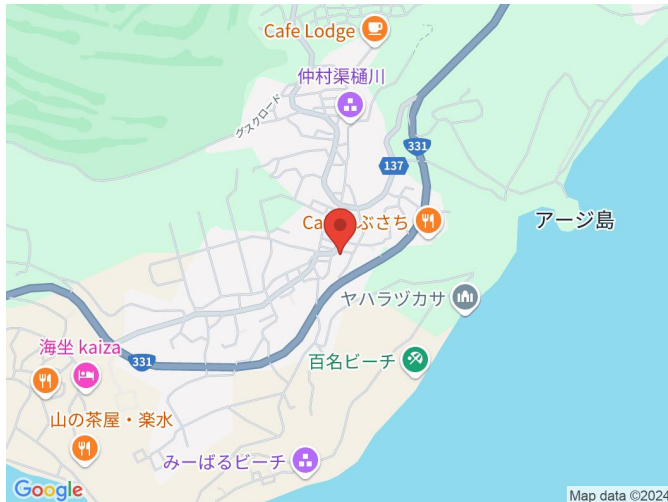 Cafe Lodge
仲村渠樋川
グスクロード
331
137
Ca
ぶさち
アージ島
ヤハラヅカサ
海坐 kaiza
331
百名ビーチ
山の茶屋・楽水
みーばるビーチ
Google
Map data ©2024